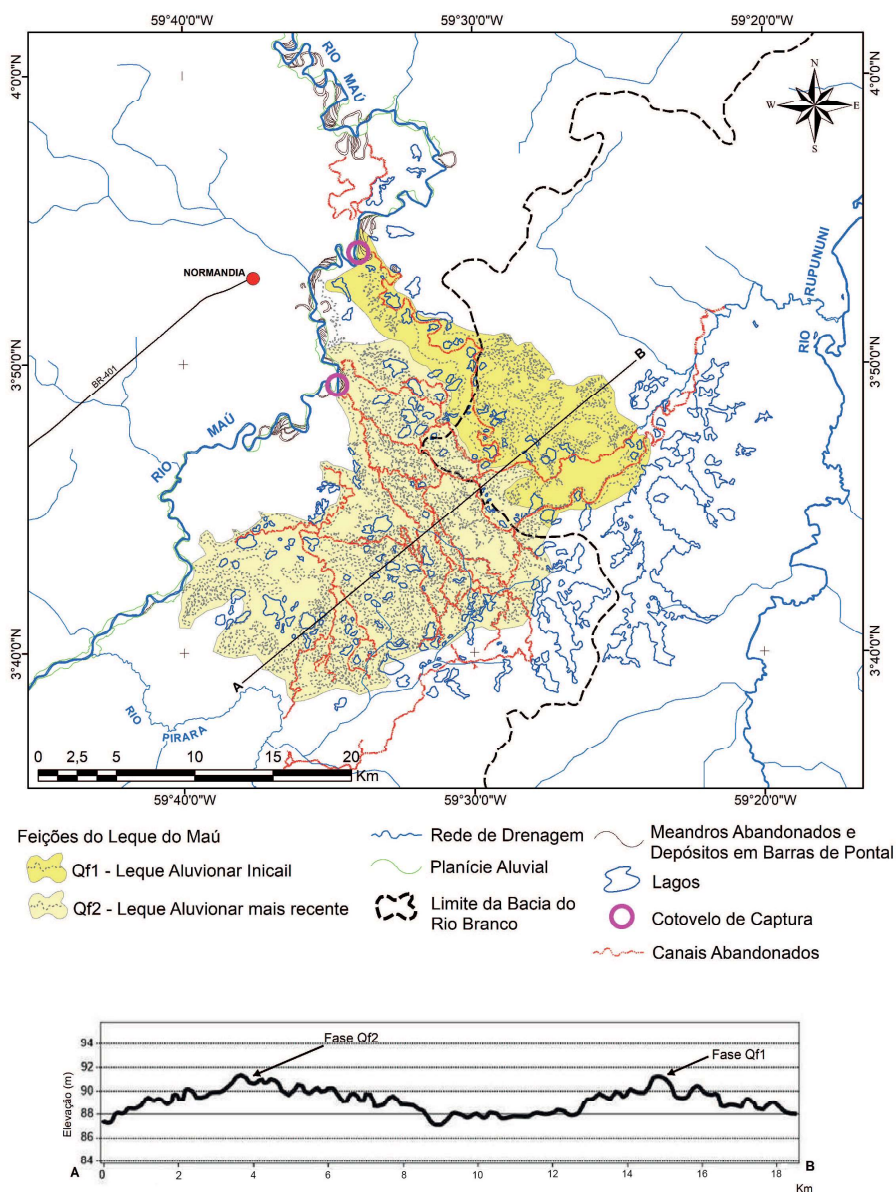 59°40'0"W
59°30'0"W
59°20'0"W
4°0'0"N
4°0'0"N
RIO MAÚ
N
W
E
S
NORMANDIA
BR-401
RIO RUPUNUNI
3°50'0"N
3°50'0"N
B
RIO MAÚ
3°40'0"N
3°40'0"N
A
RIO PIRARA
0 2,5 5 10 15 20
Km
59°40'0"W
59°30'0"W
59°20'0"W
Feições do Leque do Maú
Qf1 - Leque Aluvionar Inicail
Qf2 - Leque Aluvionar mais recente
Rede de Drenagem
Planície Aluvial
Limite da Bacia do
Rio Branco
Meandros Abandonados e
Depósitos em Barras de Pontal
Lagos
Cotovelo de Captura
Canais Abandonados
Fase Qf2
Fase Qf1
Elevação (m)
94
92
90
88
86
84
A
0 2 4 6 8 10 12 14 16 18
B
Km